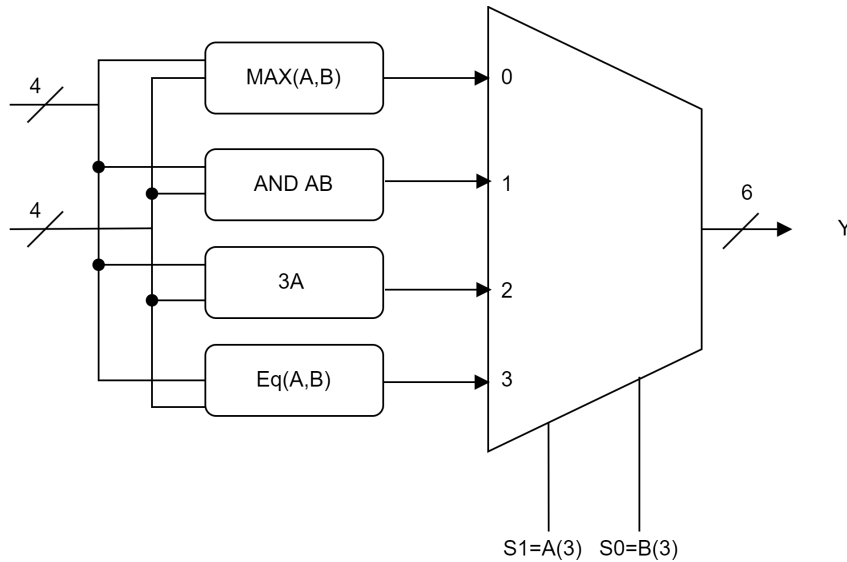 MAX(A,B)
0
4
AND AB
1
4
6
Y
3A
2
Eq(A,B)
3
S1=A(3) S0=B(3)